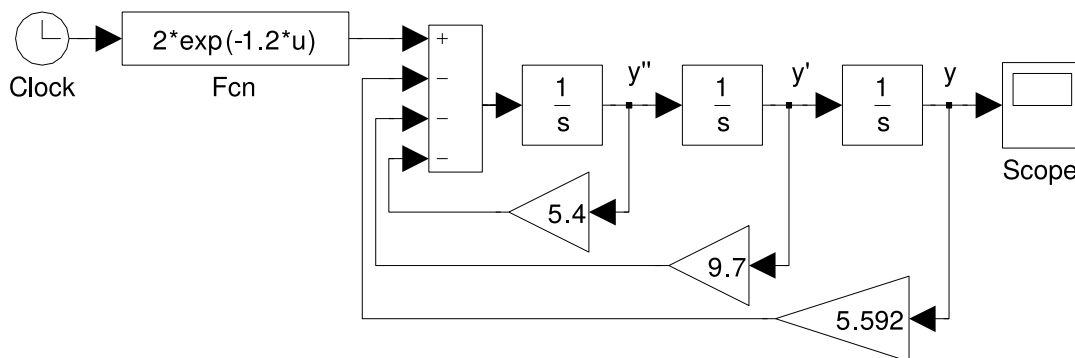 2*exp(-1.2*u)
Clock
Fcn
+
−
−
−
1
s
y''
1
s
y'
1
s
y
Scope
5.4
9.7
5.592